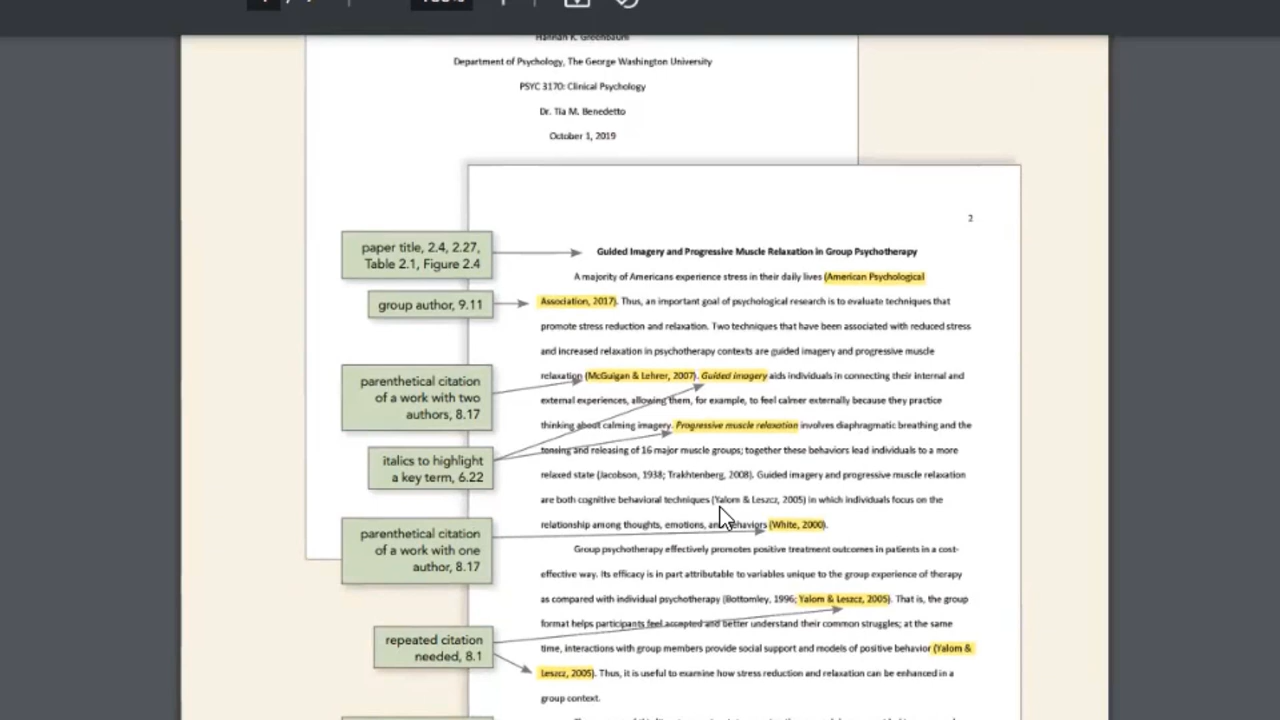 Hannah K. Greenbaum
Department of Psychology, The George Washington University
PSYC 3170: Clinical Psychology
Dr. Tia M. Benedetto
October 1, 2019
2
paper title, 2.4, 2.27,
Table 2.1, Figure 2.4
group author, 9.11
parenthetical citation
of a work with two
authors, 8.17
italics to highlight
a key term, 6.22
parenthetical citation
of a work with one
author, 8.17
repeated citation
needed, 8.1
Guided Imagery and Progressive Muscle Relaxation in Group Psychotherapy
A majority of Americans experience stress in their daily lives (American Psychological
Association, 2017). Thus, an important goal of psychological research is to evaluate techniques that
promote stress reduction and relaxation. Two techniques that have been associated with reduced stress
and increased relaxation in psychotherapy contexts are guided imagery and progressive muscle
relaxation (McGuigan & Lehrer, 2007). Guided imagery aids individuals in connecting their internal and
external experiences, allowing them, for example, to feel calmer externally because they practice
thinking about calming imagery. Progressive muscle relaxation involves diaphragmatic breathing and the
tensing and releasing of 16 major muscle groups; together these behaviors lead individuals to a more
relaxed state (Jacobson, 1938; Trakhtenberg, 2008). Guided imagery and progressive muscle relaxation
are both cognitive behavioral techniques (Yalom & Leszcz, 2005) in which individuals focus on the
relationship among thoughts, emotions, and behaviors (White, 2000).
Group psychotherapy effectively promotes positive treatment outcomes in patients in a cost-
effective way. Its efficacy is in part attributable to variables unique to the group experience of therapy
as compared with individual psychotherapy (Bottomley, 1996; Yalom & Leszcz, 2005). That is, the group
format helps participants feel accepted and better understand their common struggles; at the same
time, interactions with group members provide social support and models of positive behavior (Yalom &
Leszcz, 2005). Thus, it is useful to examine how stress reduction and relaxation can be enhanced in a
group context.